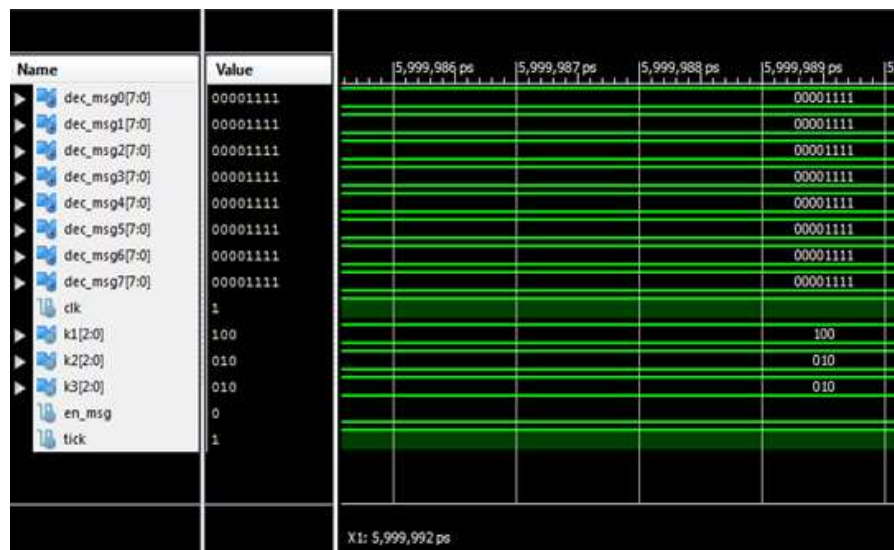 Name Value 5,999,986 ps 5,999,987 ps 5,999,988 ps 5,999,989 ps 5
dec_msg0[7:0] 00001111 00001111
dec_msg1[7:0] 00001111 00001111
dec_msg2[7:0] 00001111 00001111
dec_msg3[7:0] 00001111 00001111
dec_msg4[7:0] 00001111 00001111
dec_msg5[7:0] 00001111 00001111
dec_msg6[7:0] 00001111 00001111
dec_msg7[7:0] 00001111 00001111
clk 1
k1[2:0] 100 100
k2[2:0] 010 010
k3[2:0] 010 010
en_msg 0
tick 1
X1: 5,999,992 ps